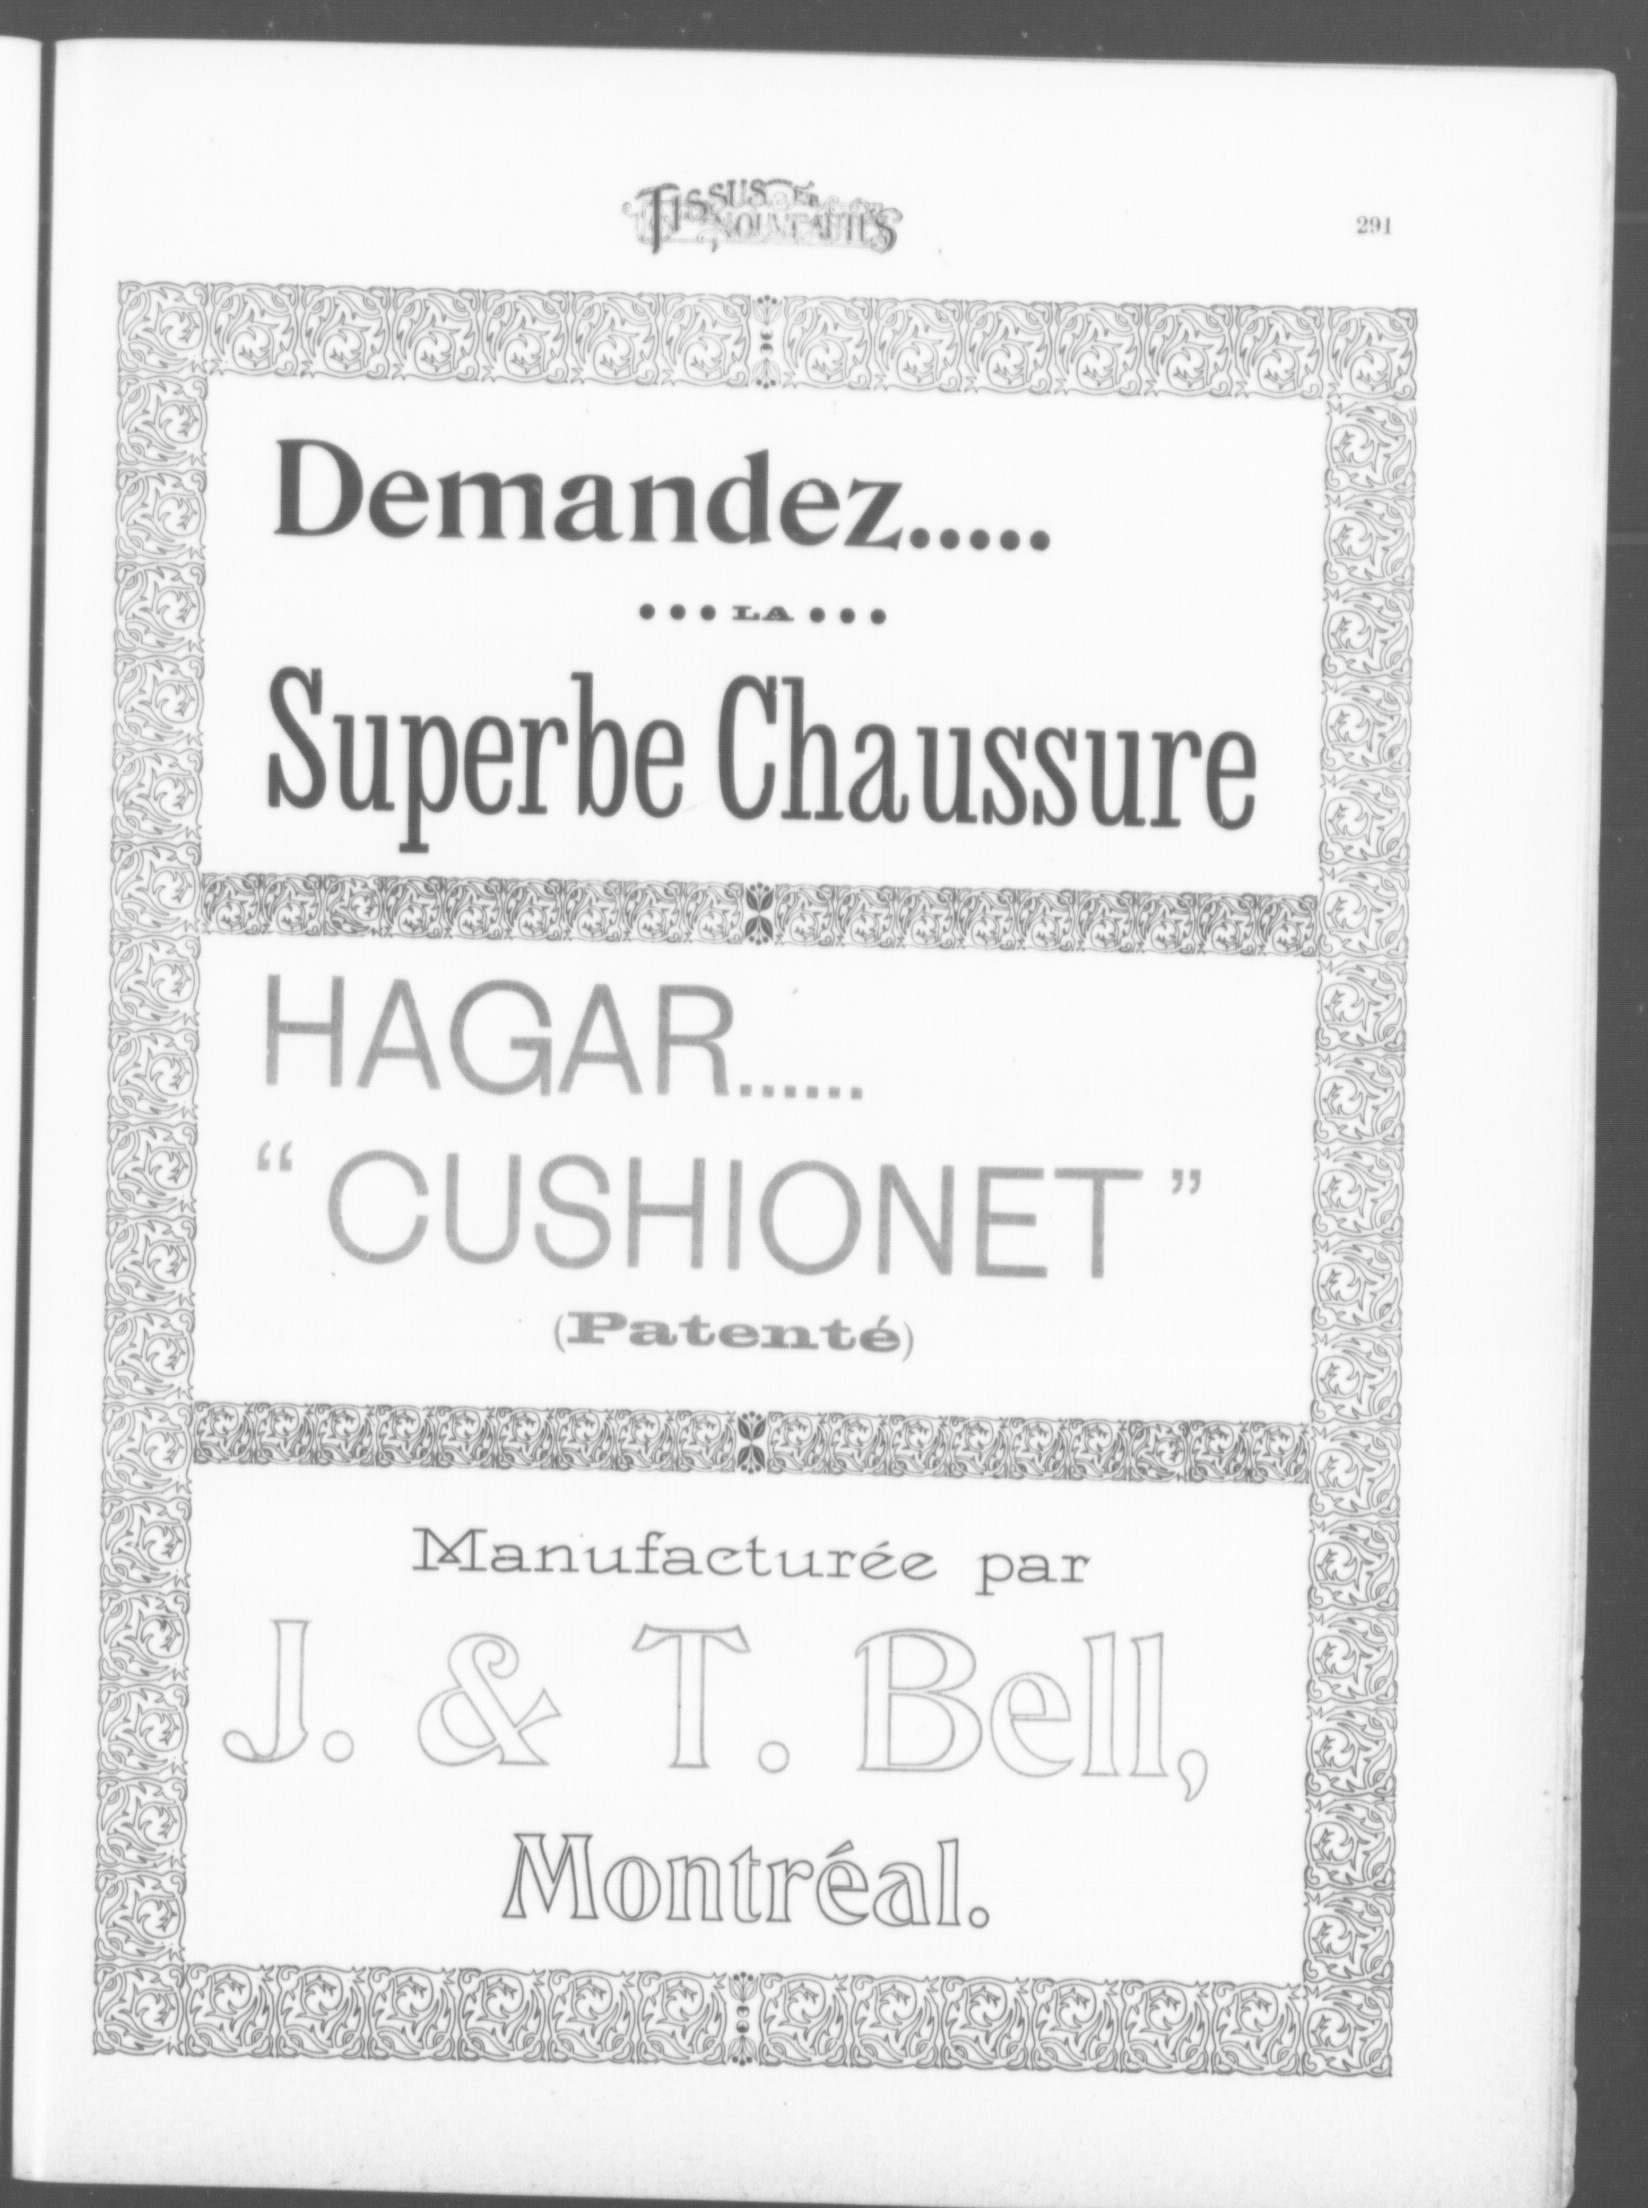 TISSUS ET
NOUVEAUTÉS
291
Demandez.....
•••LA•••
Superbe Chaussure
HAGAR......
“CUSHIONET”
(Patenté)
Manufacturée par
J. & T. Bell,
Montréal.